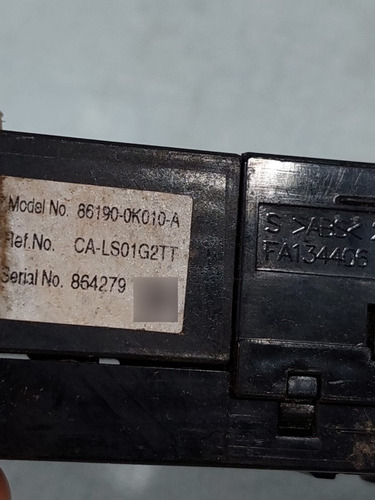 Model No. 86190-0K010-A
Ref.No. CA-LS01G2TT
Serial No. 864279
S >ABS<
FA134406